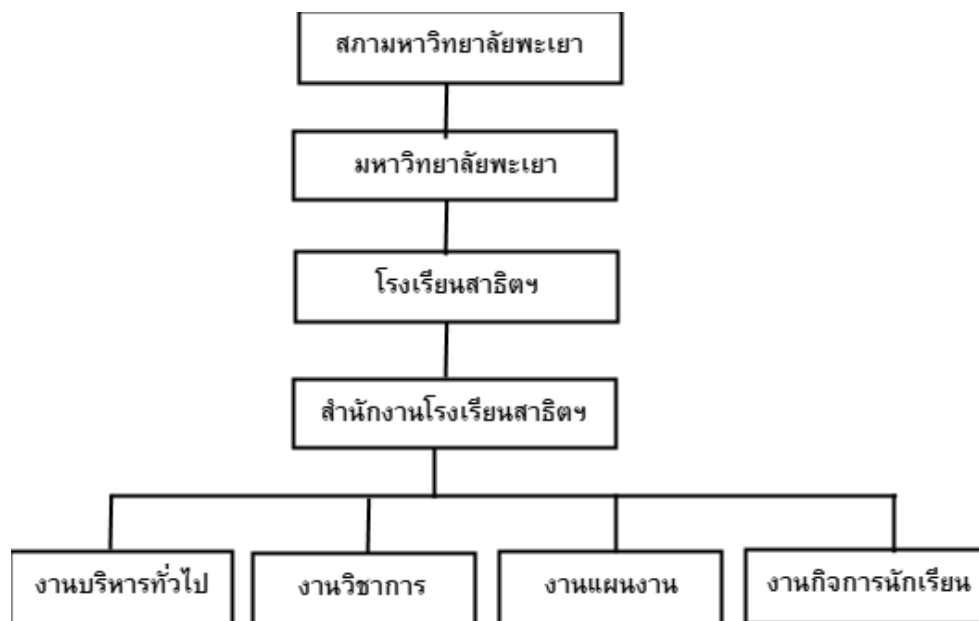 สภามหาวิทยาลัยพะเยา
มหาวิทยาลัยพะเยา
โรงเรียนสาธิตฯ
สำนักงานโรงเรียนสาธิตฯ
งานบริหารทั่วไป
งานวิชาการ
งานแผนงาน
งานกิจการนักเรียน